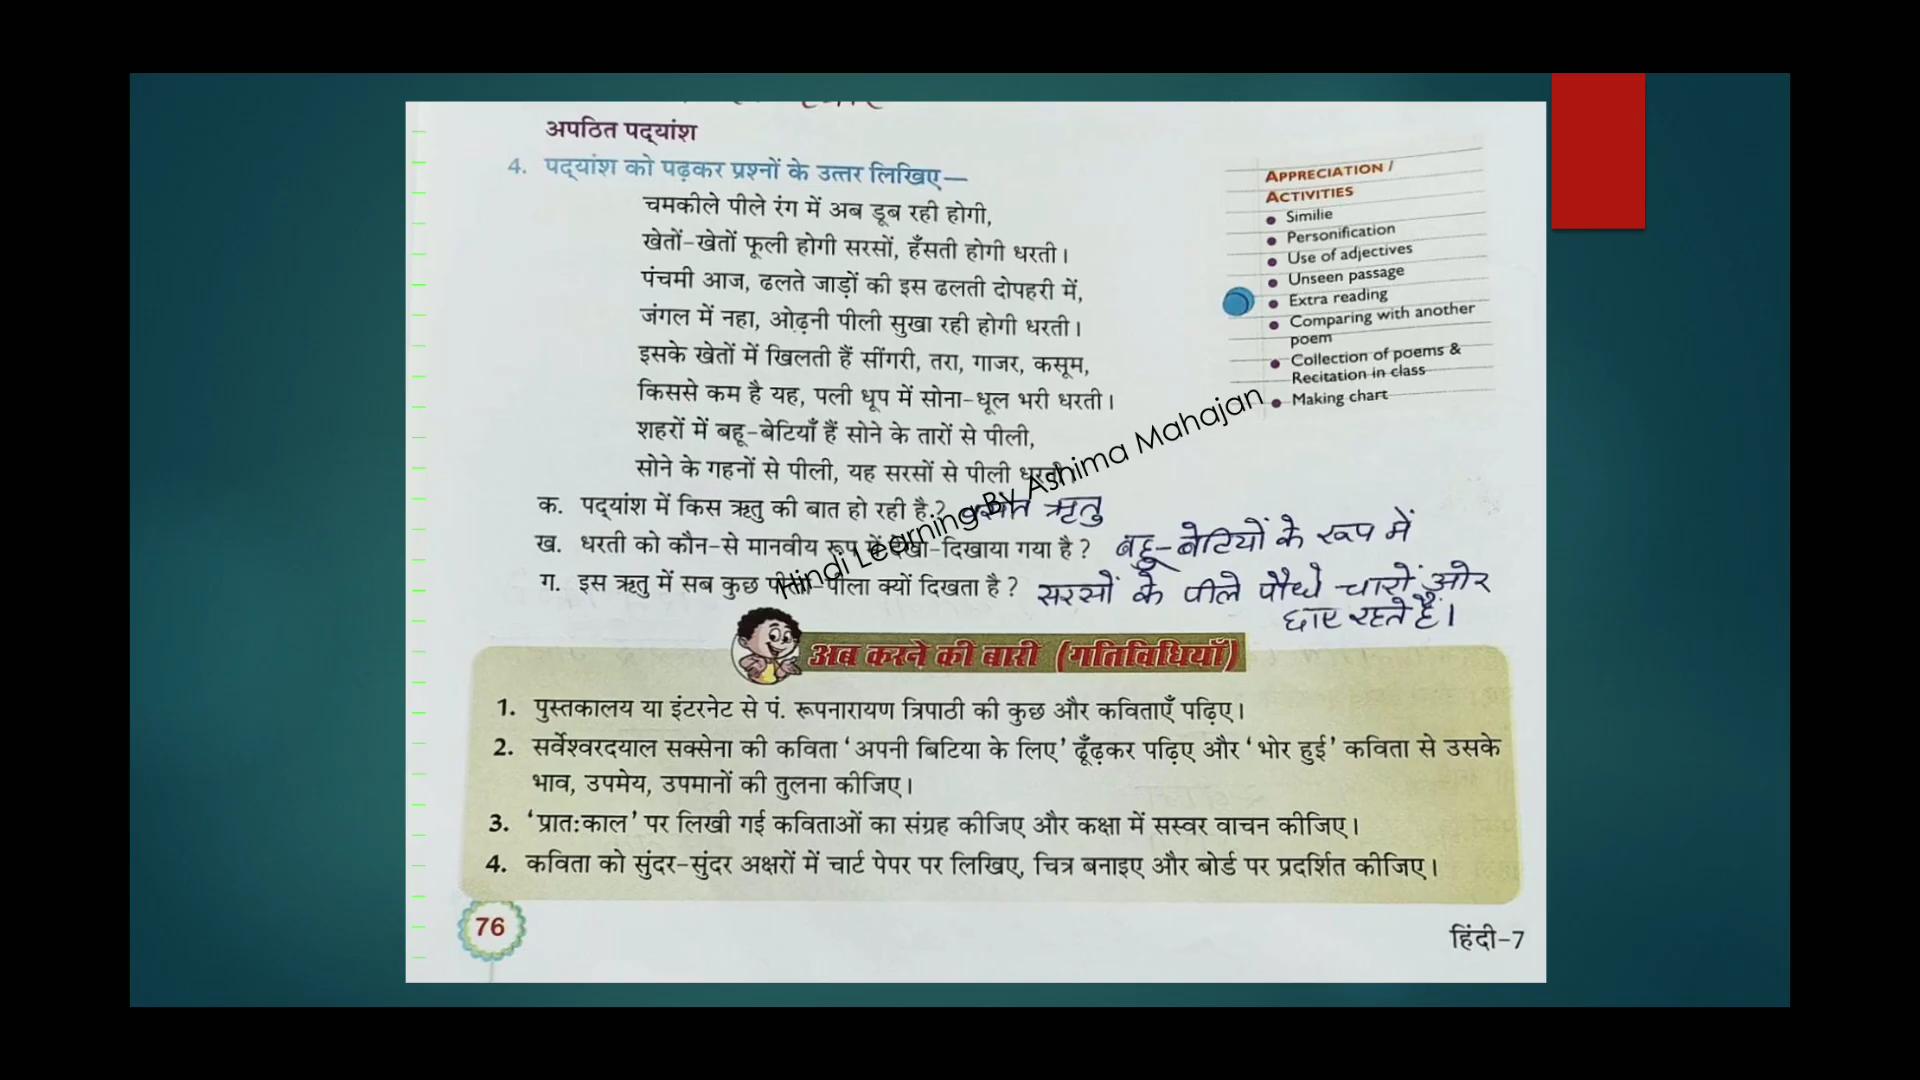 अपठित पद्यांश
4. पद्यांश को पढ़कर प्रश्नों के उत्तर लिखिए—
चमकीले पीले रंग में अब डूब रही होगी,
खेतों-खेतों फूली होगी सरसों, हँसती होगी धरती।
पंचमी आज, ढलते जाड़ों की इस ढलती दोपहरी में,
जंगल में नहा, ओढ़नी पीली सुखा रही होगी धरती।
इसके खेतों में खिलती हैं सींगरी, तरा, गाजर, कसूम,
किससे कम है यह, पली धूप में सोना-धूल भरी धरती।
शहरों में बहू-बेटियाँ हैं सोने के तारों से पीली,
सोने के गहनों से पीली, यह सरसों से पीली धरती
क. पद्यांश में किस ऋतु की बात हो रही है? ऋतु
ख. धरती को कौन-से मानवीय रूप में देखा-दिखाया गया है? बहू-बेटियों के रूप में
ग. इस ऋतु में सब कुछ पीला-पीला क्यों दिखता है? सरसों के पीले पौधे चारों ओर
छाए रहते हैं।
APPRECIATION /
ACTIVITIES
Similie
Personification
Use of adjectives
Unseen passage
Extra reading
Comparing with another
poem
Collection of poems &
Recitation in class
Making chart
Hindi Learning By Ashima Mahajan
अब करने की बारी (गतिविधियाँ)
1. पुस्तकालय या इंटरनेट से पं. रूपनारायण त्रिपाठी की कुछ और कविताएँ पढ़िए।
2. सर्वेश्वरदयाल सक्सेना की कविता 'अपनी बिटिया के लिए' ढूँढ़कर पढ़िए और 'भोर हुई' कविता से उसके
भाव, उपमेय, उपमानों की तुलना कीजिए।
3. 'प्रातःकाल' पर लिखी गई कविताओं का संग्रह कीजिए और कक्षा में सस्वर वाचन कीजिए।
4. कविता को सुंदर-सुंदर अक्षरों में चार्ट पेपर पर लिखिए, चित्र बनाइए और बोर्ड पर प्रदर्शित कीजिए।
76
हिंदी-7